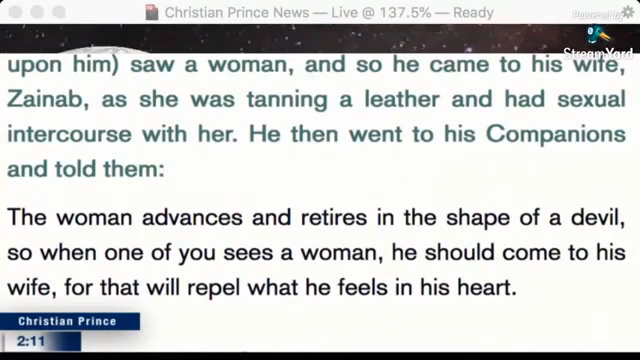 Christian Prince News — Live @ 137.5% — Ready
Powered by
StreamYard
upon him) saw a woman, and so he came to his wife,
Zainab, as she was tanning a leather and had sexual
intercourse with her. He then went to his Companions
and told them:
The woman advances and retires in the shape of a devil,
so when one of you sees a woman, he should come to his
wife, for that will repel what he feels in his heart.
Christian Prince
2:11